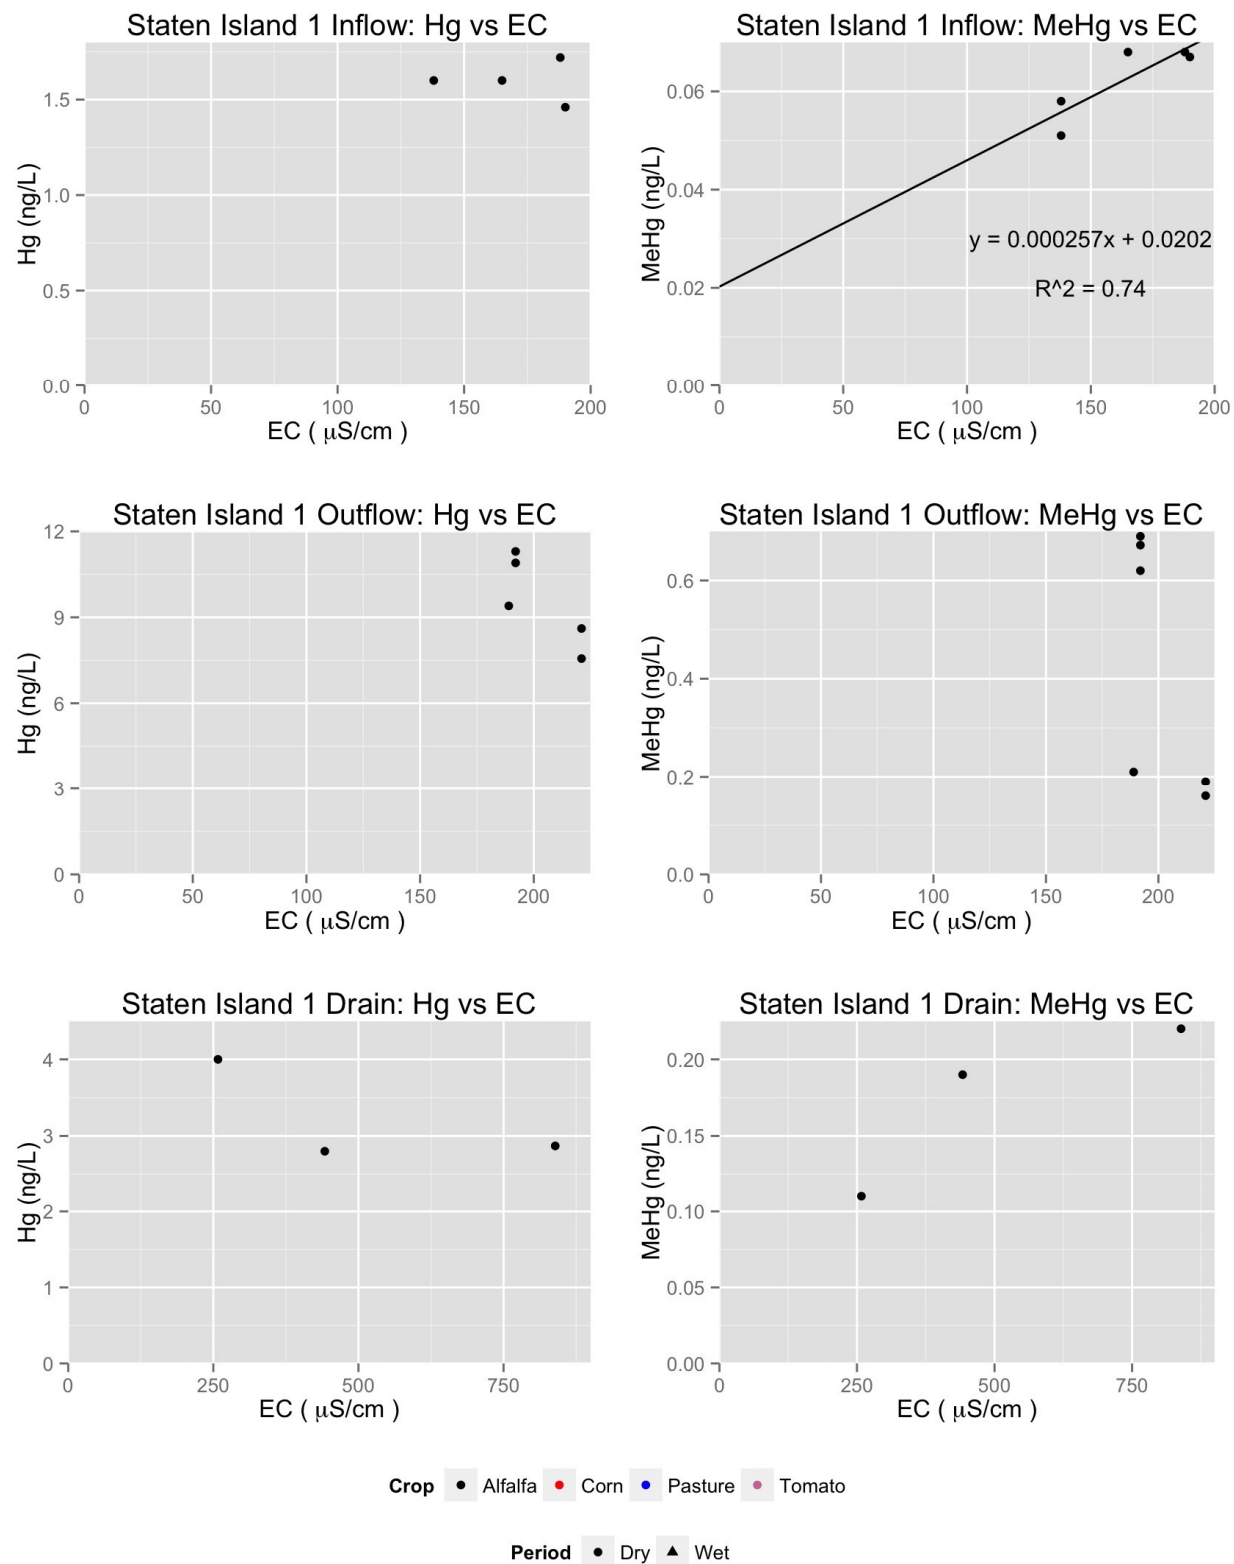 Staten Island 1 Inflow: Hg vs EC
Hg (ng/L)
1.5
1.0
0.5
0.0
0 50 100 150 200
EC ( μS/cm )
Staten Island 1 Inflow: MeHg vs EC
MeHg (ng/L)
0.06
0.04
0.02
0.00
y = 0.000257x + 0.0202
R^2 = 0.74
0 50 100 150 200
EC ( μS/cm )
Staten Island 1 Outflow: Hg vs EC
Hg (ng/L)
12
9
6
3
0
0 50 100 150 200
EC ( μS/cm )
Staten Island 1 Outflow: MeHg vs EC
MeHg (ng/L)
0.6
0.4
0.2
0.0
0 50 100 150 200
EC ( μS/cm )
Staten Island 1 Drain: Hg vs EC
Hg (ng/L)
4
3
2
1
0
0 250 500 750
EC ( μS/cm )
Staten Island 1 Drain: MeHg vs EC
MeHg (ng/L)
0.20
0.15
0.10
0.05
0.00
0 250 500 750
EC ( μS/cm )
Crop Alfalfa Corn Pasture Tomato
Period Dry Wet